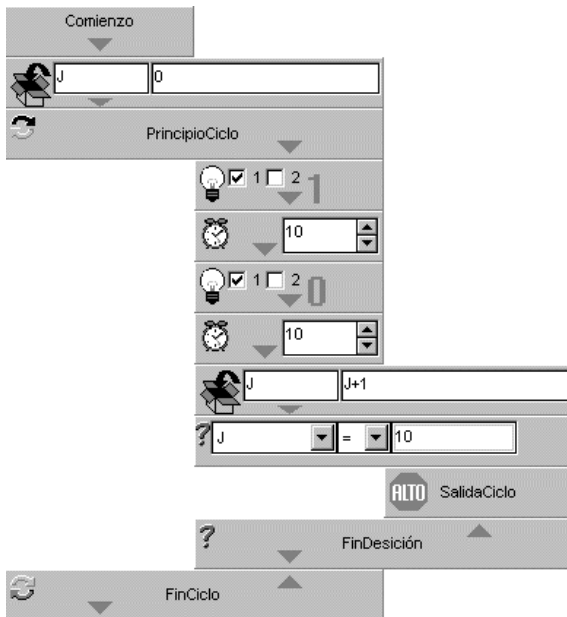 Comienzo
J 0
PrincipioCiclo
1 2 1
10
1 2 0
10
J J+1
? J = 10
ALTO SalidaCiclo
? FinDesición
FinCiclo